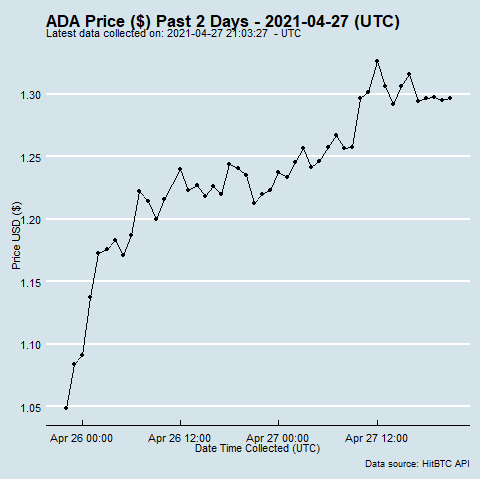 ADA Price ($) Past 2 Days - 2021-04-27 (UTC)
Latest data collected on: 2021-04-27 21:03:27 - UTC
1.30
1.25
1.20
1.15
1.10
1.05
Price USD ($)
Apr 26 00:00 Apr 26 12:00 Apr 27 00:00 Apr 27 12:00
Date Time Collected (UTC)
Data source: HitBTC API